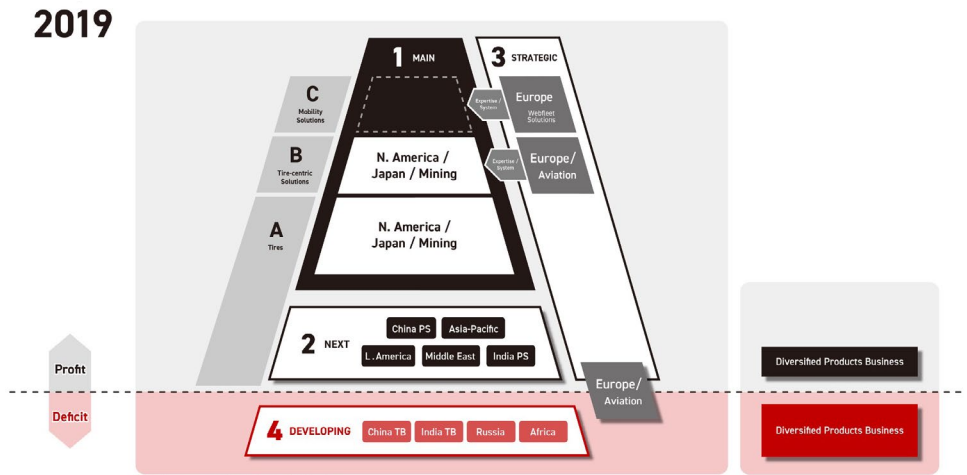 2019
1 MAIN
3 STRATEGIC
C
Mobility
Solutions
Expertise /
System
Europe
Webfleet
Solutions
B
Tire-centric
Solutions
N. America /
Japan / Mining
Expertise /
System
Europe/
Aviation
A
Tires
N. America /
Japan / Mining
2 NEXT
China PS
Asia-Pacific
L. America
Middle East
India PS
Profit
Deficit
Europe/
Aviation
4 DEVELOPING
China TB
India TB
Russia
Africa
Diversified Products Business
Diversified Products Business